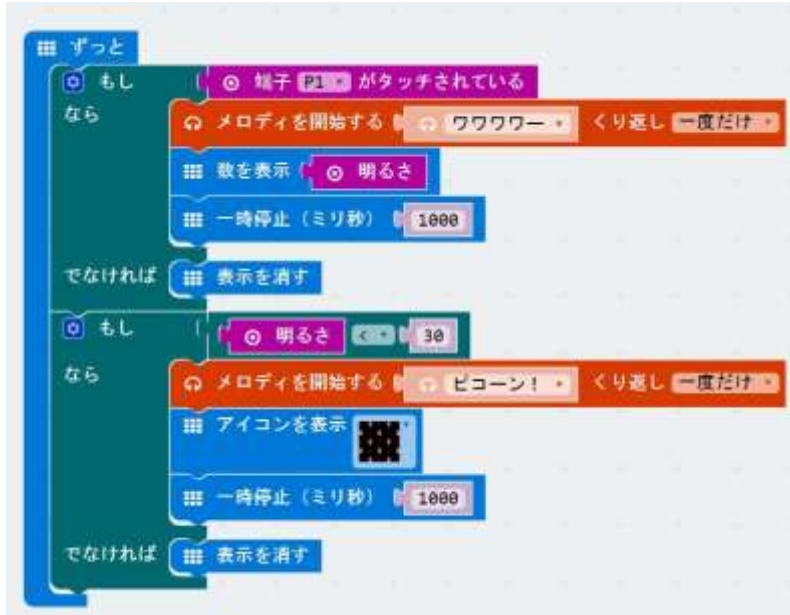 ずっと
もし 端子 P1 がタッチされている
なら メロディを開始する ワワワワー くり返し 一度だけ
数を表示 明るさ
一時停止（ミリ秒） 1000
でなければ 表示を消す
もし 明るさ < 30
なら メロディを開始する ピコーン! くり返し 一度だけ
アイコンを表示
一時停止（ミリ秒） 1000
でなければ 表示を消す